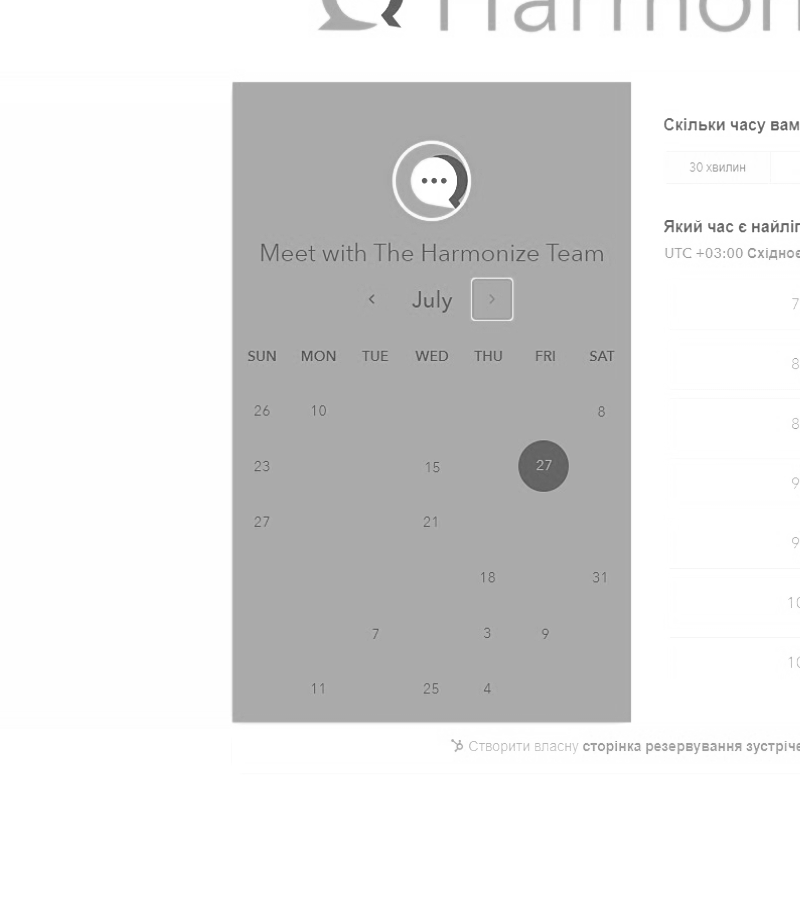 Harmon
Meet with The Harmonize Team
July
SUN MON TUE WED THU FRI SAT
26 10 8
23 15 27
27 21
18 31
7 3 9
11 25 4
Скільки часу вам
30 хвилин
Який час є найліп
UTC +03:00 Східноє
7
8
8
9
9
10
10
Створити власну сторінка резервування зустріче